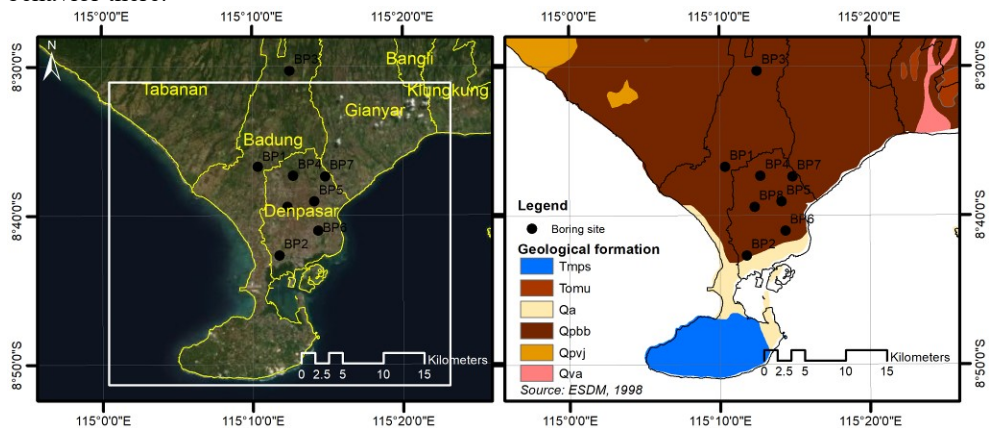 behavior there.
115°0'0"E 115°10'0"E 115°20'0"E
8°30'0"S
8°40'0"S
8°50'0"S
N
Tabanan
Badung
Gianyar
Bangli
Klungkung
Denpasar
BP3
BP1
BP4
BP7
BP5
BP6
BP2
0 2.5 5 10 15
Kilometers
115°0'0"E 115°10'0"E 115°20'0"E
115°0'0"E 115°10'0"E 115°20'0"E
BP3
BP1
BP4
BP7
BP8
BP5
BP6
BP2
Legend
Boring site
Geological formation
Tmps
Tomu
Qa
Qpbb
Qpvj
Qva
Source: ESDM, 1998
0 2.5 5 10 15
Kilometers
8°30'0"S
8°40'0"S
8°50'0"S
115°0'0"E 115°10'0"E 115°20'0"E